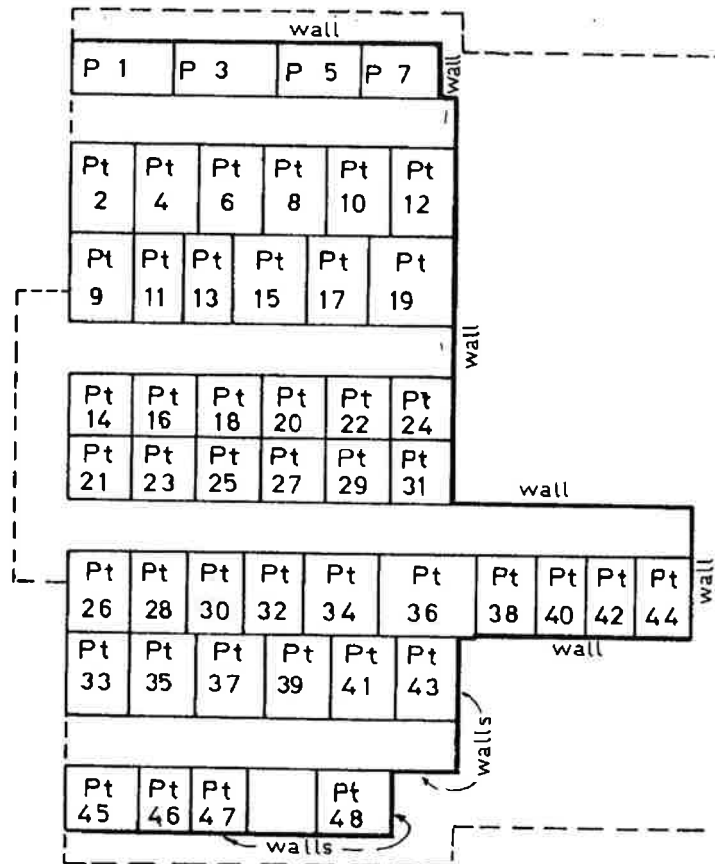 wall
P 1 P 3 P 5 P 7
wall
Pt Pt Pt Pt Pt Pt
2 4 6 8 10 12
Pt Pt Pt Pt Pt Pt
9 11 13 15 17 19
wall
Pt Pt Pt Pt Pt Pt
14 16 18 20 22 24
Pt Pt Pt Pt Pt Pt
21 23 25 27 29 31
wall
Pt Pt Pt Pt Pt Pt Pt Pt Pt Pt
26 28 30 32 34 36 38 40 42 44
wall
wall
Pt Pt Pt Pt Pt Pt
33 35 37 39 41 43
walls
Pt Pt Pt Pt
45 46 47 48
walls